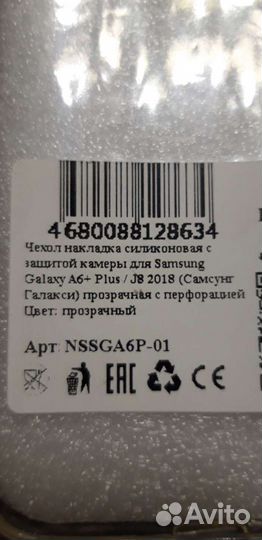 4680088128634
Чехол накладка силиконовая с
защитой камеры для Samsung
Galaxy A6+ Plus / J8 2018 (Самсунг
Галакси) прозрачная с перфорацией
Цвет: прозрачный
Арт: NSSGA6P-01
EAC
CE
Avito